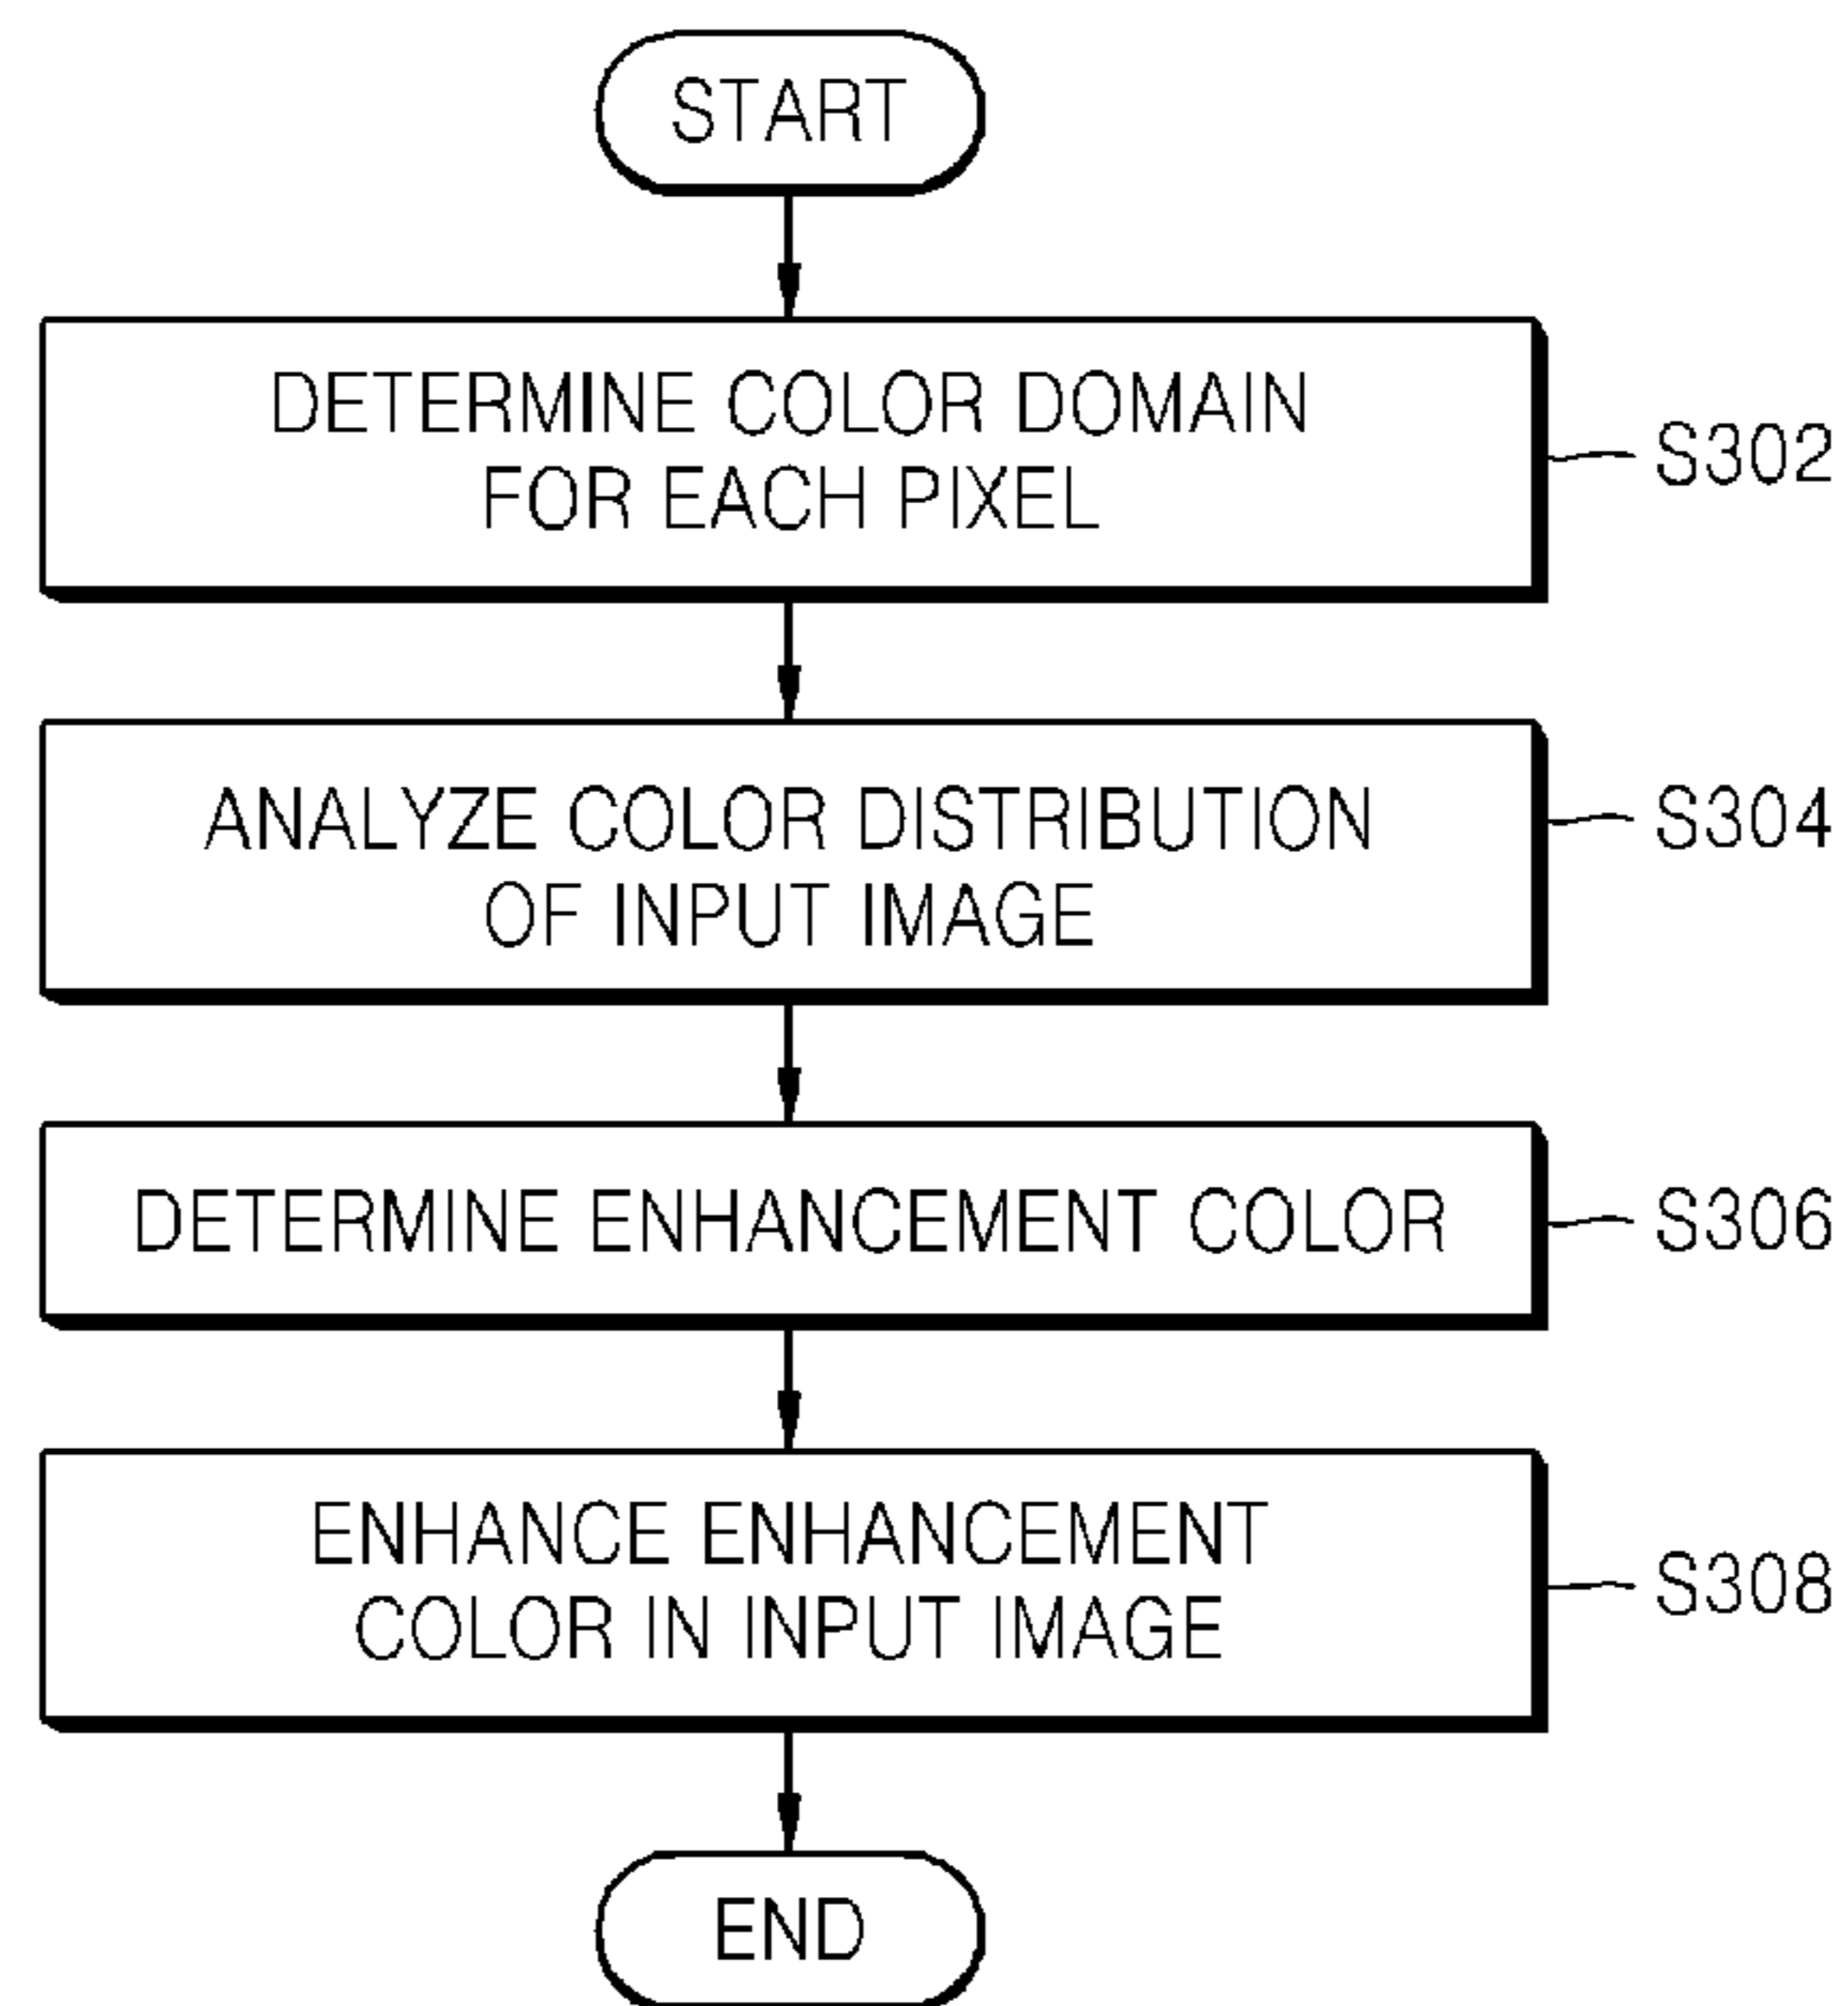 START
DETERMINE COLOR DOMAIN
FOR EACH PIXEL
S302
ANALYZE COLOR DISTRIBUTION
OF INPUT IMAGE
S304
DETERMINE ENHANCEMENT COLOR
S306
ENHANCE ENHANCEMENT
COLOR IN INPUT IMAGE
S308
END